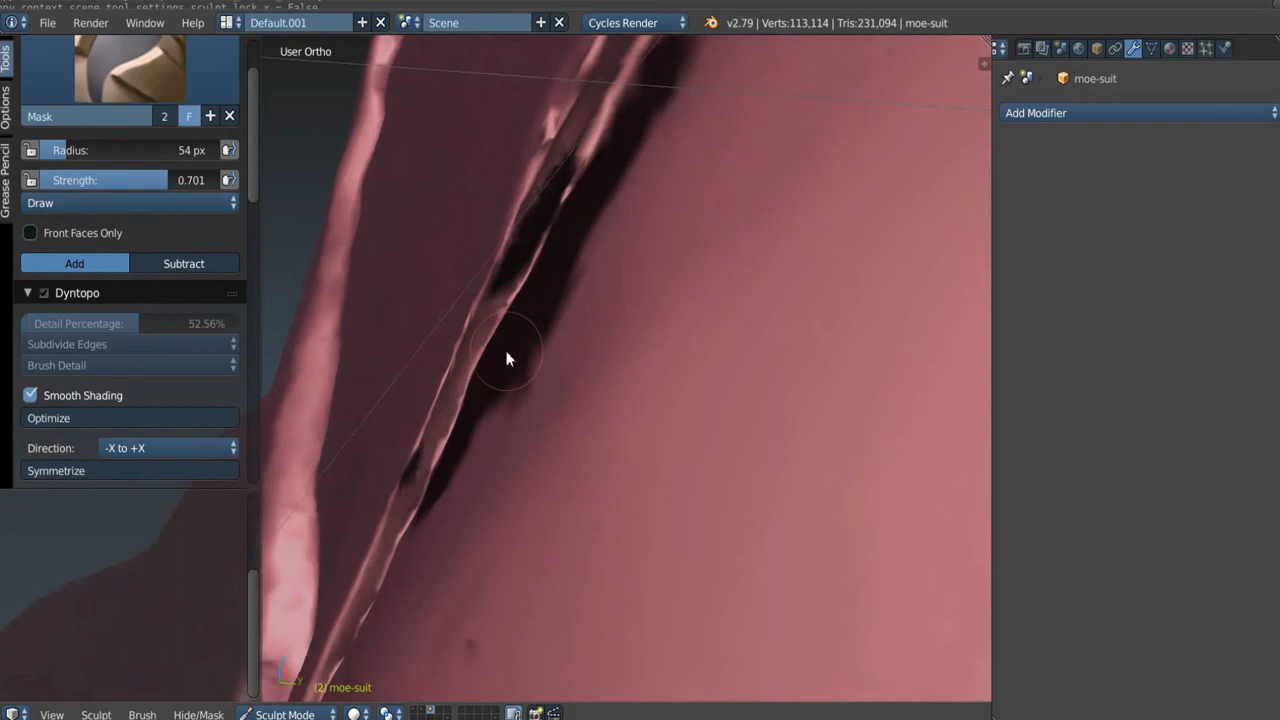 File Render Window Help Default.001 Scene Cycles Render v2.79 | Verts:113,114 | Tris:231,094 | moe-suit
Tools
Options
Grease Pencil
Mask 2 F
Radius: 54 px
Strength: 0.701
Draw
Front Faces Only
Add Subtract
Dyntopo
Detail Percentage: 52.56%
Subdivide Edges
Brush Detail
Smooth Shading
Optimize
Direction: -X to +X
Symmetrize
User Ortho
y
(2) moe-suit
moe-suit
Add Modifier
View Sculpt Brush Hide/Mask Sculpt Mode